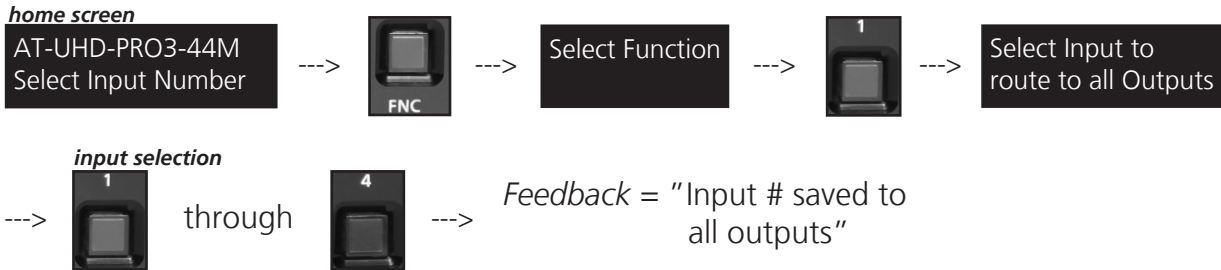 home screen
AT-UHD-PRO3-44M
Select Input Number
--->
FNC
--->
Select Function
--->
1
--->
Select Input to
route to all Outputs
input selection
--->
1
through
4
--->
Feedback = "Input # saved to
all outputs"